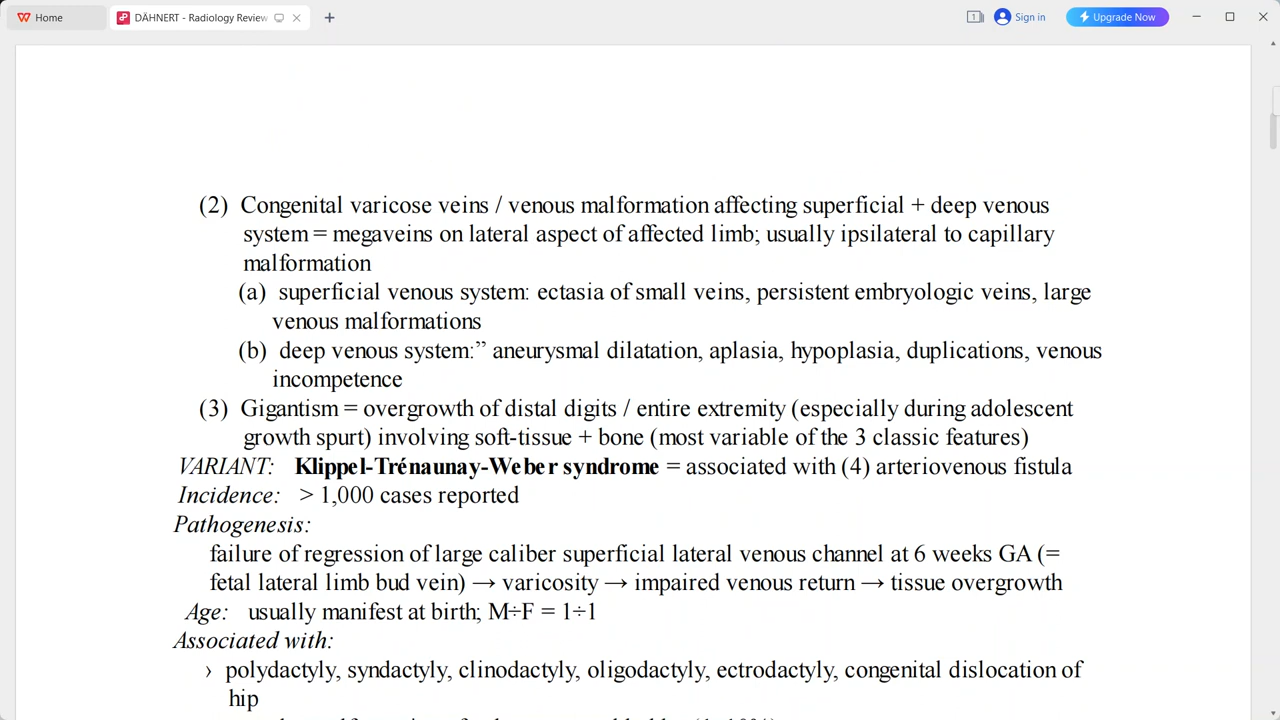 Home
DÄHNERT - Radiology Review
1
Sign in
Upgrade Now
(2) Congenital varicose veins / venous malformation affecting superficial + deep venous
system = megaveins on lateral aspect of affected limb; usually ipsilateral to capillary
malformation
(a) superficial venous system: ectasia of small veins, persistent embryologic veins, large
venous malformations
(b) deep venous system:” aneurysmal dilatation, aplasia, hypoplasia, duplications, venous
incompetence
(3) Gigantism = overgrowth of distal digits / entire extremity (especially during adolescent
growth spurt) involving soft-tissue + bone (most variable of the 3 classic features)
VARIANT: Klippel-Trénaunay-Weber syndrome = associated with (4) arteriovenous fistula
Incidence: > 1,000 cases reported
Pathogenesis:
failure of regression of large caliber superficial lateral venous channel at 6 weeks GA (=
fetal lateral limb bud vein) → varicosity → impaired venous return → tissue overgrowth
Age: usually manifest at birth; M÷F = 1÷1
Associated with:
› polydactyly, syndactyly, clinodactyly, oligodactyly, ectrodactyly, congenital dislocation of
hip